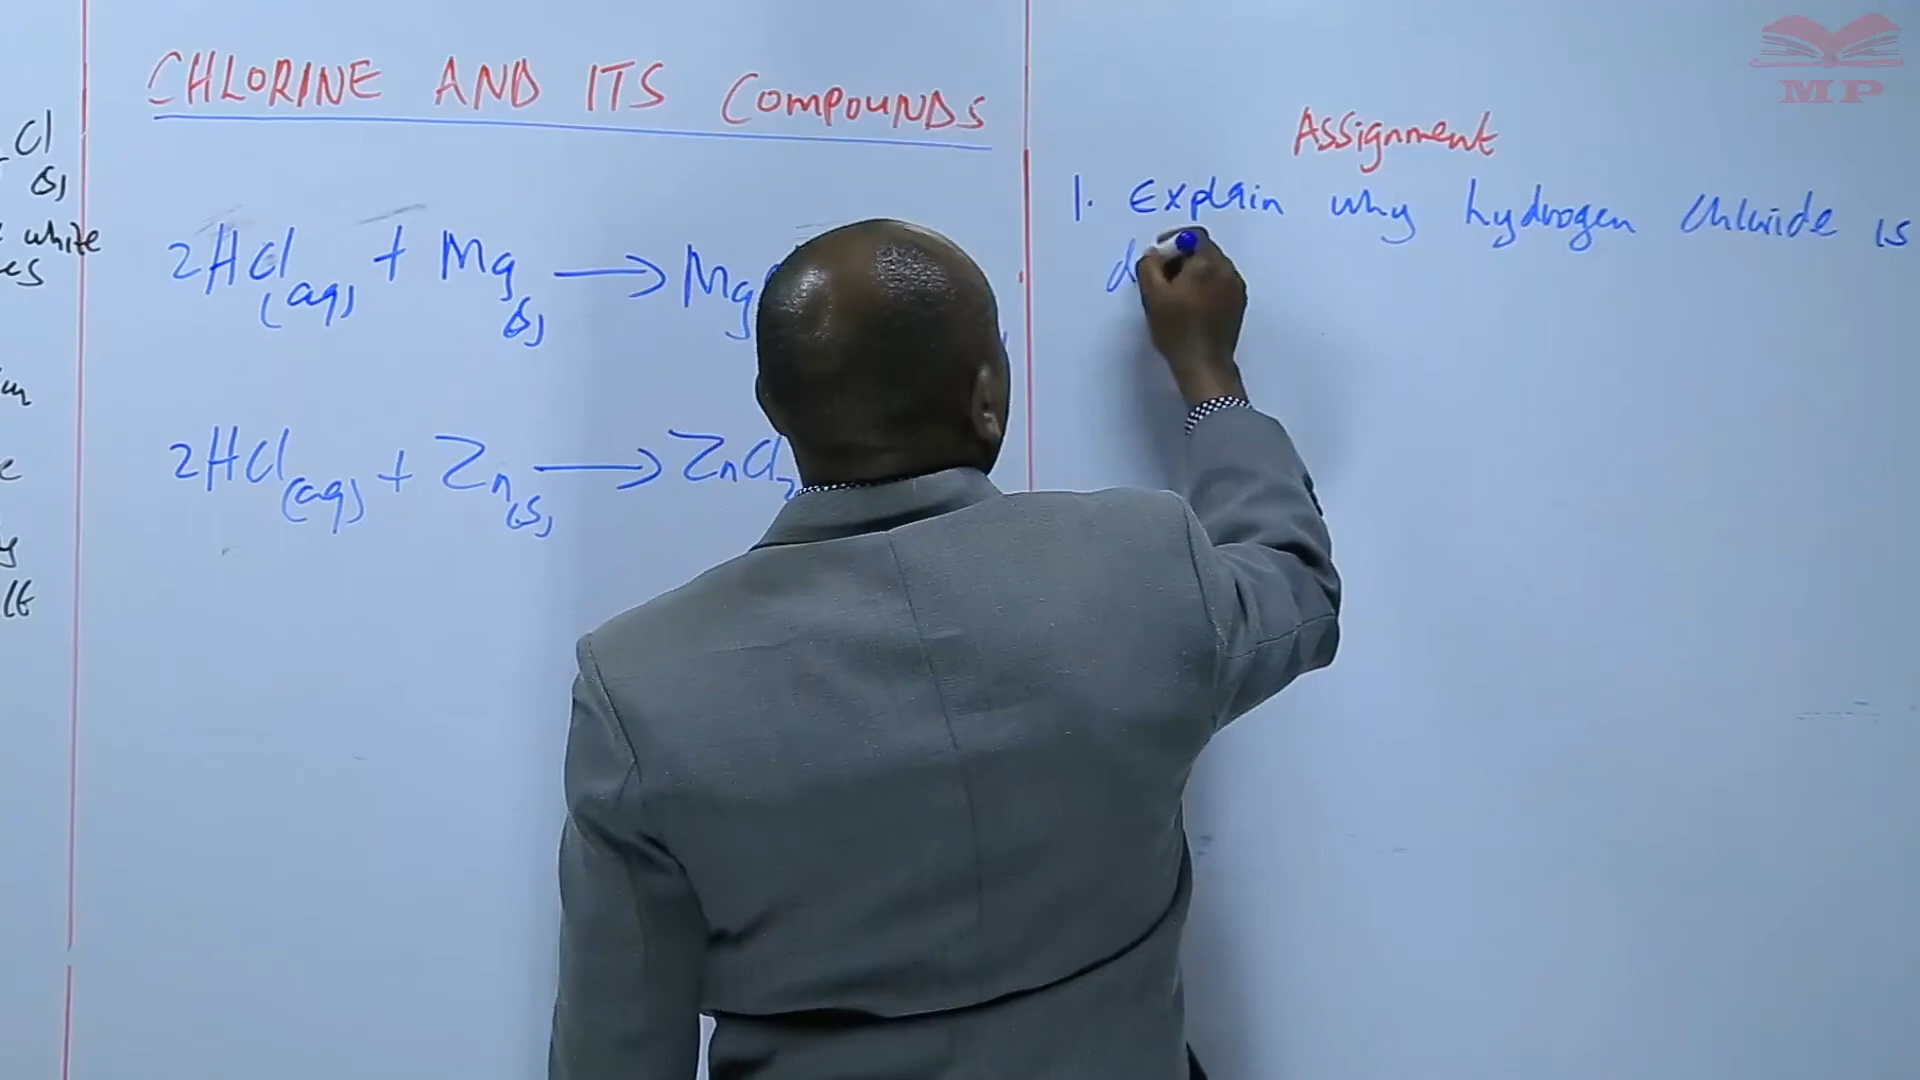 CHLORINE AND ITS COMPOUNDS
Cl
(s)
white
2HCl(aq) + Mg(s) → Mg
2HCl(aq) + Zn(s) → ZnCl2
Assignment
1. Explain why hydrogen chloride is
d
MP